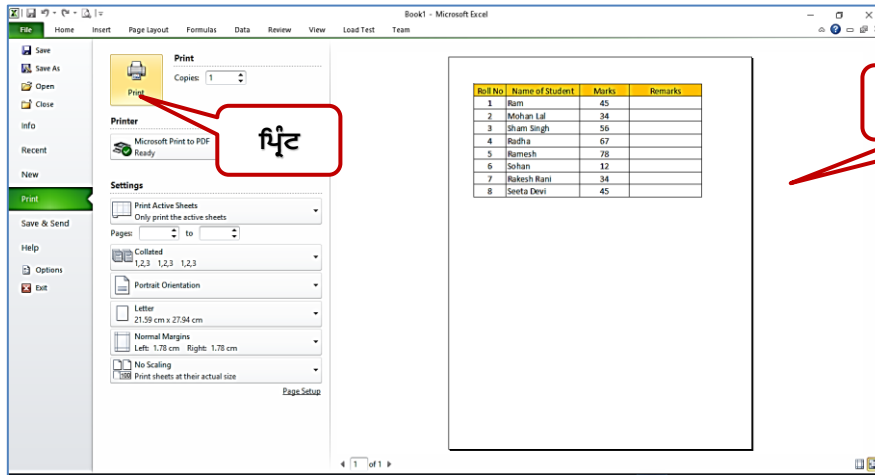 Book1 - Microsoft Excel
File Home Insert Page Layout Formulas Data Review View Load Test Team
Save
Save As
Open
Close
Info
Recent
New
Print
Save & Send
Help
Options
Exit
Print
Print
Copies: 1
Printer
Microsoft Print to PDF
Ready
ਪ੍ਰਿੰਟ
Settings
Print Active Sheets
Only print the active sheets
Pages: to
Collated
1,2,3 1,2,3 1,2,3
Portrait Orientation
Letter
21.59 cm x 27.94 cm
Normal Margins
Left: 1.78 cm Right: 1.78 cm
No Scaling
Print sheets at their actual size
Page Setup
Roll No Name of Student Marks Remarks
1 Ram 45
2 Mohan Lal 34
3 Sham Singh 56
4 Radha 67
5 Ramesh 78
6 Sohan 12
7 Rakesh Rani 34
8 Seeta Devi 45
1 of 1